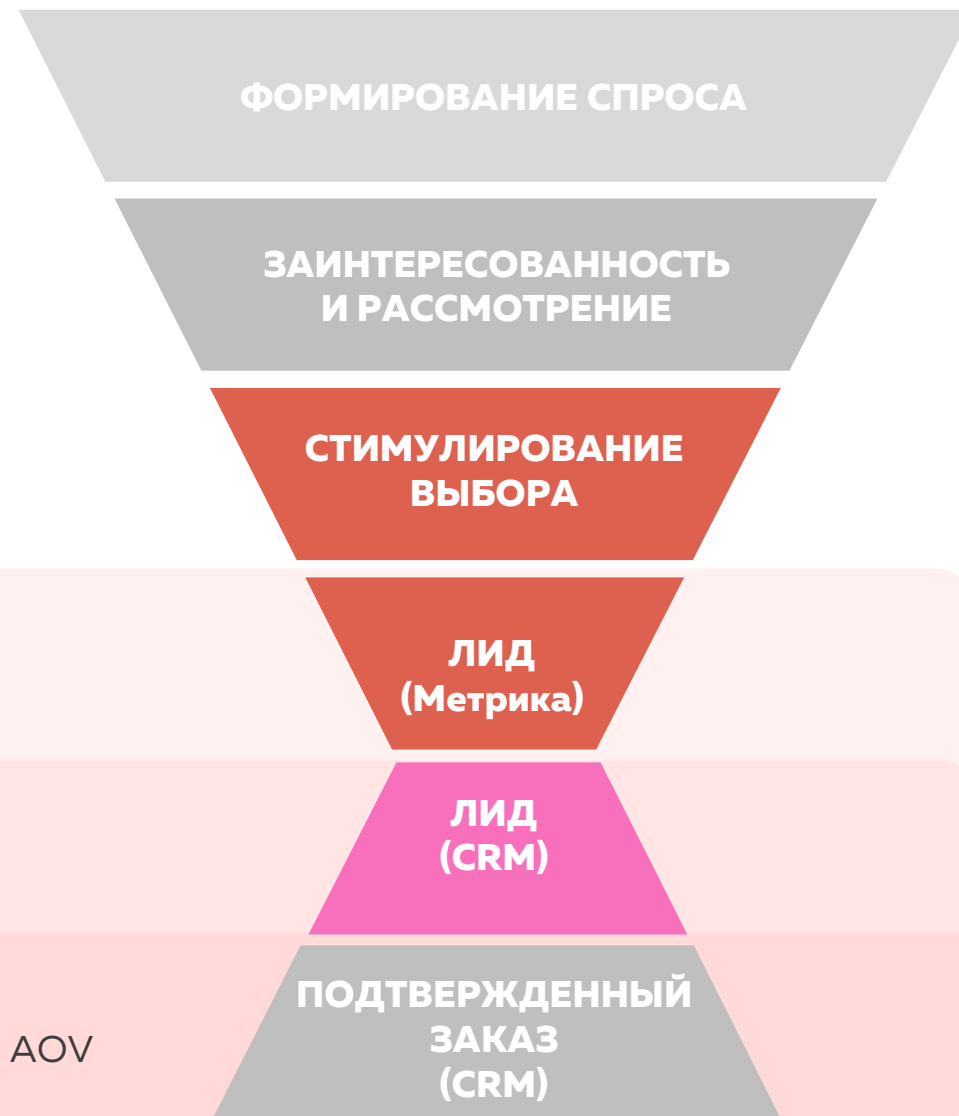 ФОРМИРОВАНИЕ СПРОСА
ЗАИНТЕРЕСОВАННОСТЬ
И РАССМОТРЕНИЕ
СТИМУЛИРОВАНИЕ
ВЫБОРА
ЛИД
(Метрика)
ЛИД
(CRM)
ПОДТВЕРЖДЕННЫЙ
ЗАКАЗ
(CRM)
AOV